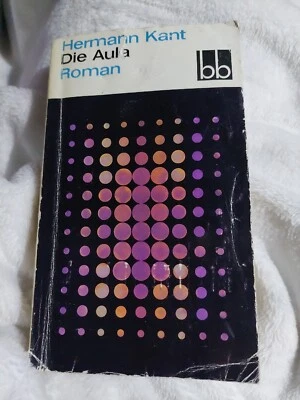 Hermann Kant
Die Aula
Roman
bb